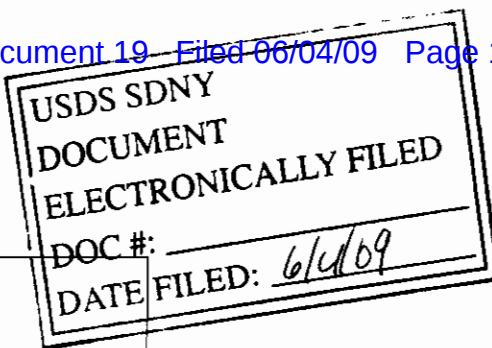 cument 19 Filed 06/04/09 Page
USDS SDNY
DOCUMENT
ELECTRONICALLY FILED
DOC #:
DATE FILED: 6/4/09